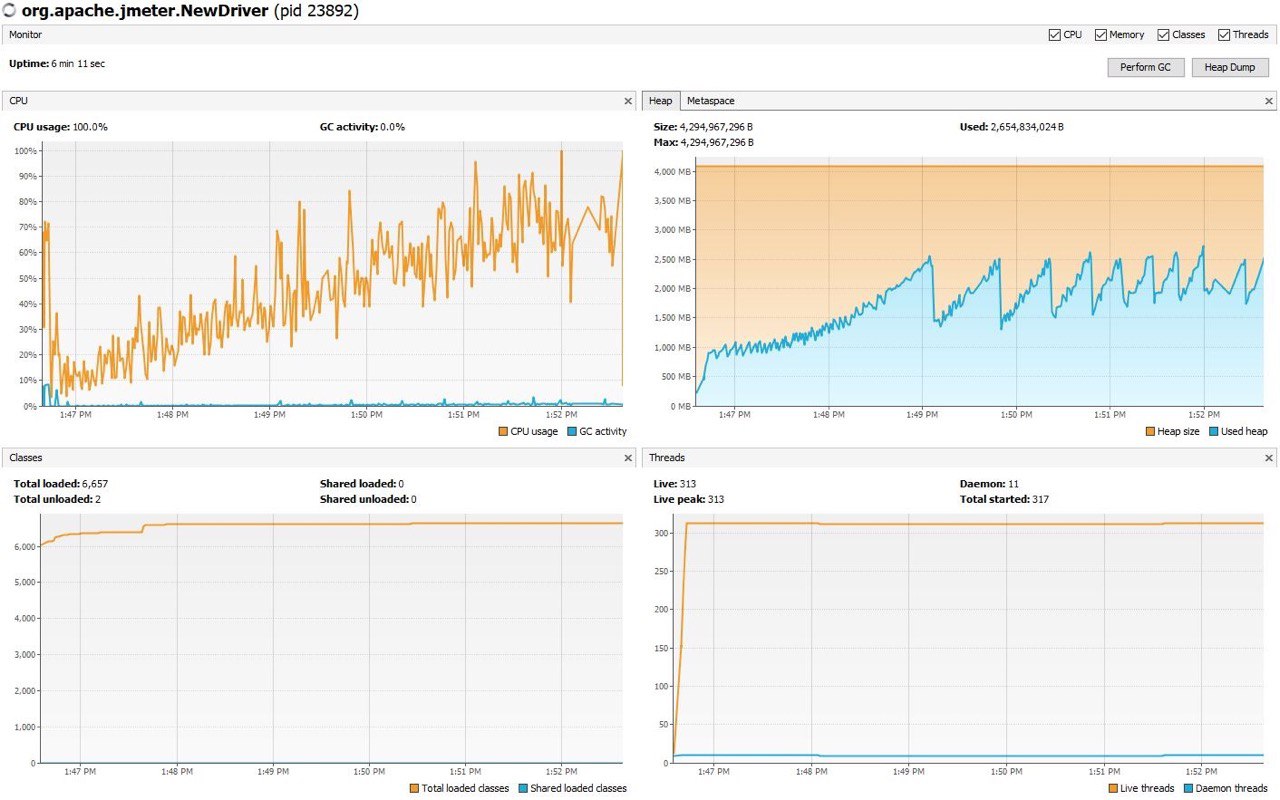 org.apache.jmeter.NewDriver (pid 23892)
Monitor
CPU Memory Classes Threads
Uptime: 6 min 11 sec
Perform GC Heap Dump
CPU
CPU usage: 100.0% GC activity: 0.0%
100%
90%
80%
70%
60%
50%
40%
30%
20%
10%
0%
1:47 PM 1:48 PM 1:49 PM 1:50 PM 1:51 PM 1:52 PM
CPU usage GC activity
Heap Metaspace
Size: 4,294,967,296 B Used: 2,654,834,024 B
Max: 4,294,967,296 B
4,000 MB
3,500 MB
3,000 MB
2,500 MB
2,000 MB
1,500 MB
1,000 MB
500 MB
0 MB
1:47 PM 1:48 PM 1:49 PM 1:50 PM 1:51 PM 1:52 PM
Heap size Used heap
Classes
Total loaded: 6,657 Shared loaded: 0
Total unloaded: 2 Shared unloaded: 0
6,000
5,000
4,000
3,000
2,000
1,000
0
1:47 PM 1:48 PM 1:49 PM 1:50 PM 1:51 PM 1:52 PM
Total loaded classes Shared loaded classes
Threads
Live: 313 Daemon: 11
Live peak: 313 Total started: 317
300
250
200
150
100
50
0
1:47 PM 1:48 PM 1:49 PM 1:50 PM 1:51 PM 1:52 PM
Live threads Daemon threads